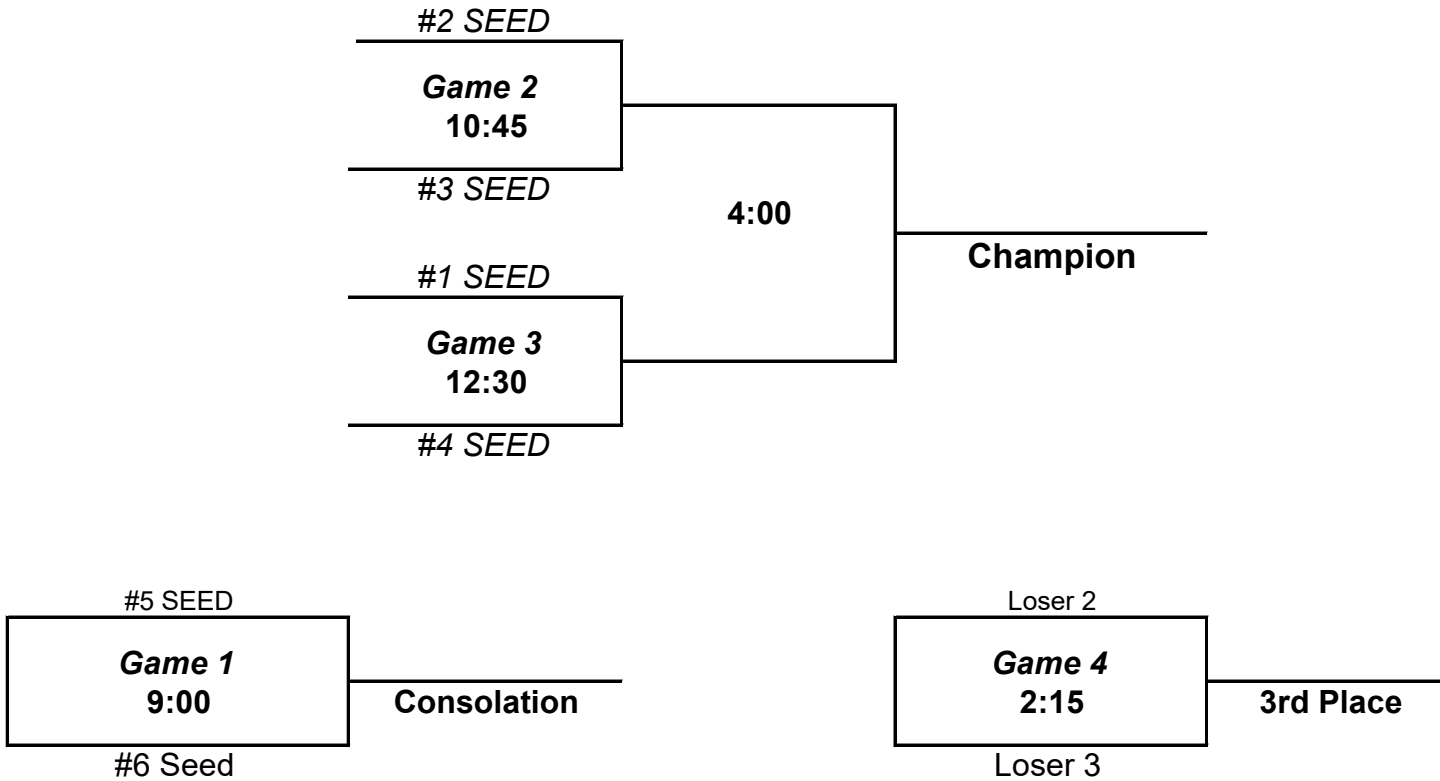 #2 SEED
Game 2
10:45
#3 SEED
4:00
Champion
#1 SEED
Game 3
12:30
#4 SEED
#5 SEED
Game 1
9:00
Consolation
#6 Seed
Loser 2
Game 4
2:15
3rd Place
Loser 3